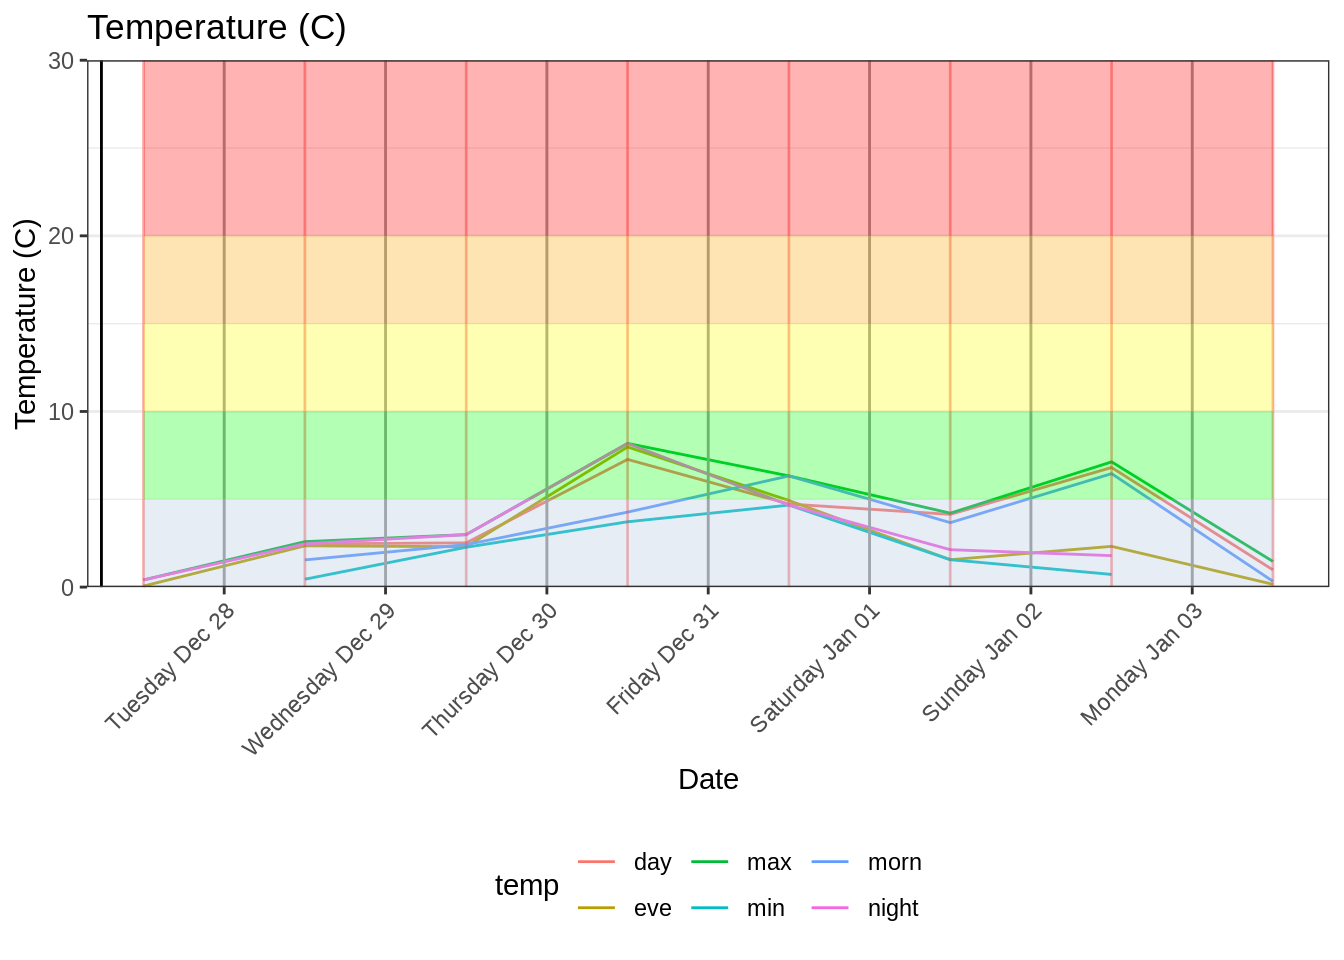 Temperature (C)
Temperature (C)
30
20
10
0
Tuesday Dec 28
Wednesday Dec 29
Thursday Dec 30
Friday Dec 31
Saturday Jan 01
Sunday Jan 02
Monday Jan 03
Date
temp
day
max
morn
eve
min
night